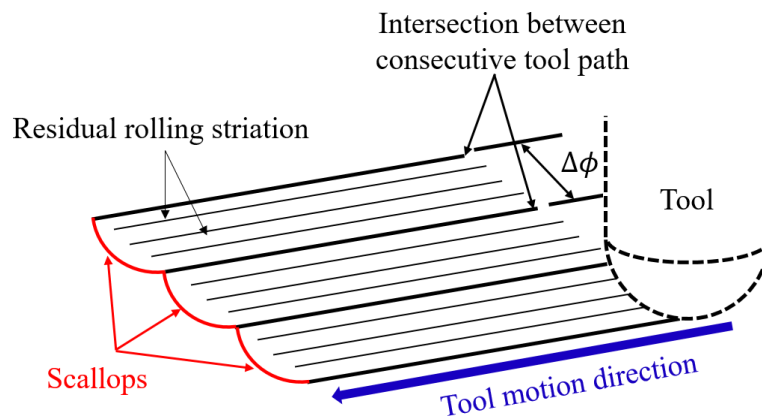 Intersection between
consecutive tool path
Residual rolling striation
Δϕ
Tool
Scallops
Tool motion direction